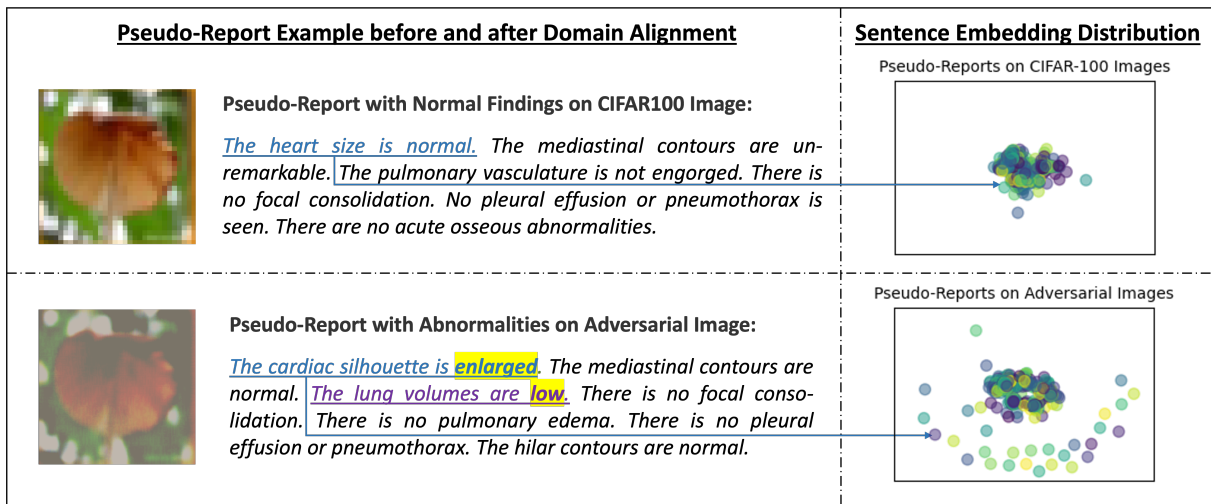 Pseudo-Report Example before and after Domain Alignment
Sentence Embedding Distribution
Pseudo-Report with Normal Findings on CIFAR100 Image:
The heart size is normal. The mediastinal contours are un-
remarkable. The pulmonary vasculature is not engorged. There is
no focal consolidation. No pleural effusion or pneumothorax is
seen. There are no acute osseous abnormalities.
Pseudo-Reports on CIFAR-100 Images
Pseudo-Report with Abnormalities on Adversarial Image:
The cardiac silhouette is enlarged. The mediastinal contours are
normal. The lung volumes are low. There is no focal conso-
lidation. There is no pulmonary edema. There is no pleural
effusion or pneumothorax. The hilar contours are normal.
Pseudo-Reports on Adversarial Images